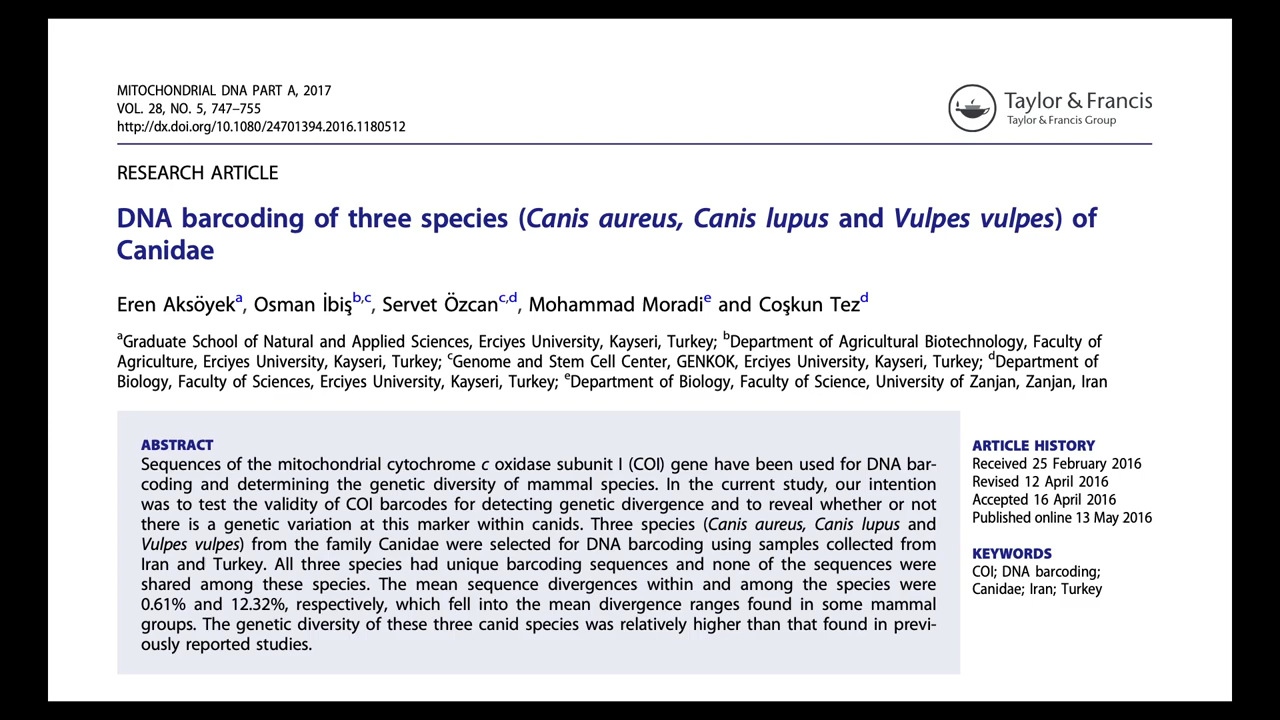 MITOCHONDRIAL DNA PART A, 2017
VOL. 28, NO. 5, 747–755
http://dx.doi.org/10.1080/24701394.2016.1180512
Taylor & Francis
Taylor & Francis Group
RESEARCH ARTICLE
DNA barcoding of three species (Canis aureus, Canis lupus and Vulpes vulpes) of
Canidae
Eren Aksöyekᵃ, Osman İbişᵇ,ᶜ, Servet Özcanᶜ,ᵈ, Mohammad Moradiᵉ and Coşkun Tezᵈ
ᵃGraduate School of Natural and Applied Sciences, Erciyes University, Kayseri, Turkey; ᵇDepartment of Agricultural Biotechnology, Faculty of
Agriculture, Erciyes University, Kayseri, Turkey; ᶜGenome and Stem Cell Center, GENKOK, Erciyes University, Kayseri, Turkey; ᵈDepartment of
Biology, Faculty of Sciences, Erciyes University, Kayseri, Turkey; ᵉDepartment of Biology, Faculty of Science, University of Zanjan, Zanjan, Iran
ABSTRACT
Sequences of the mitochondrial cytochrome c oxidase subunit I (COI) gene have been used for DNA bar-
coding and determining the genetic diversity of mammal species. In the current study, our intention
was to test the validity of COI barcodes for detecting genetic divergence and to reveal whether or not
there is a genetic variation at this marker within canids. Three species (Canis aureus, Canis lupus and
Vulpes vulpes) from the family Canidae were selected for DNA barcoding using samples collected from
Iran and Turkey. All three species had unique barcoding sequences and none of the sequences were
shared among these species. The mean sequence divergences within and among the species were
0.61% and 12.32%, respectively, which fell into the mean divergence ranges found in some mammal
groups. The genetic diversity of these three canid species was relatively higher than that found in previ-
ously reported studies.
ARTICLE HISTORY
Received 25 February 2016
Revised 12 April 2016
Accepted 16 April 2016
Published online 13 May 2016
KEYWORDS
COI; DNA barcoding;
Canidae; Iran; Turkey